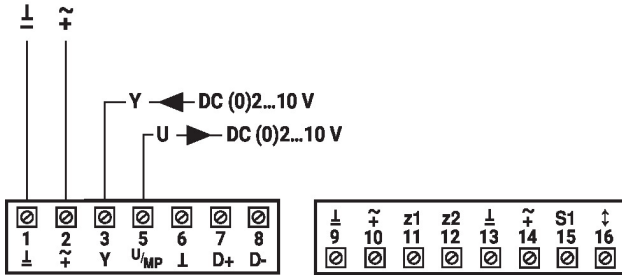 ⊥ ~+
Y DC (0)2...10 V
U DC (0)2...10 V
1 2 3 5 6 7 8
⊥ ~+ Y U/MP ⊥ D+ D-
⊥ ~+ z1 z2 ⊥ ~+ S1 ↕
9 10 11 12 13 14 15 16